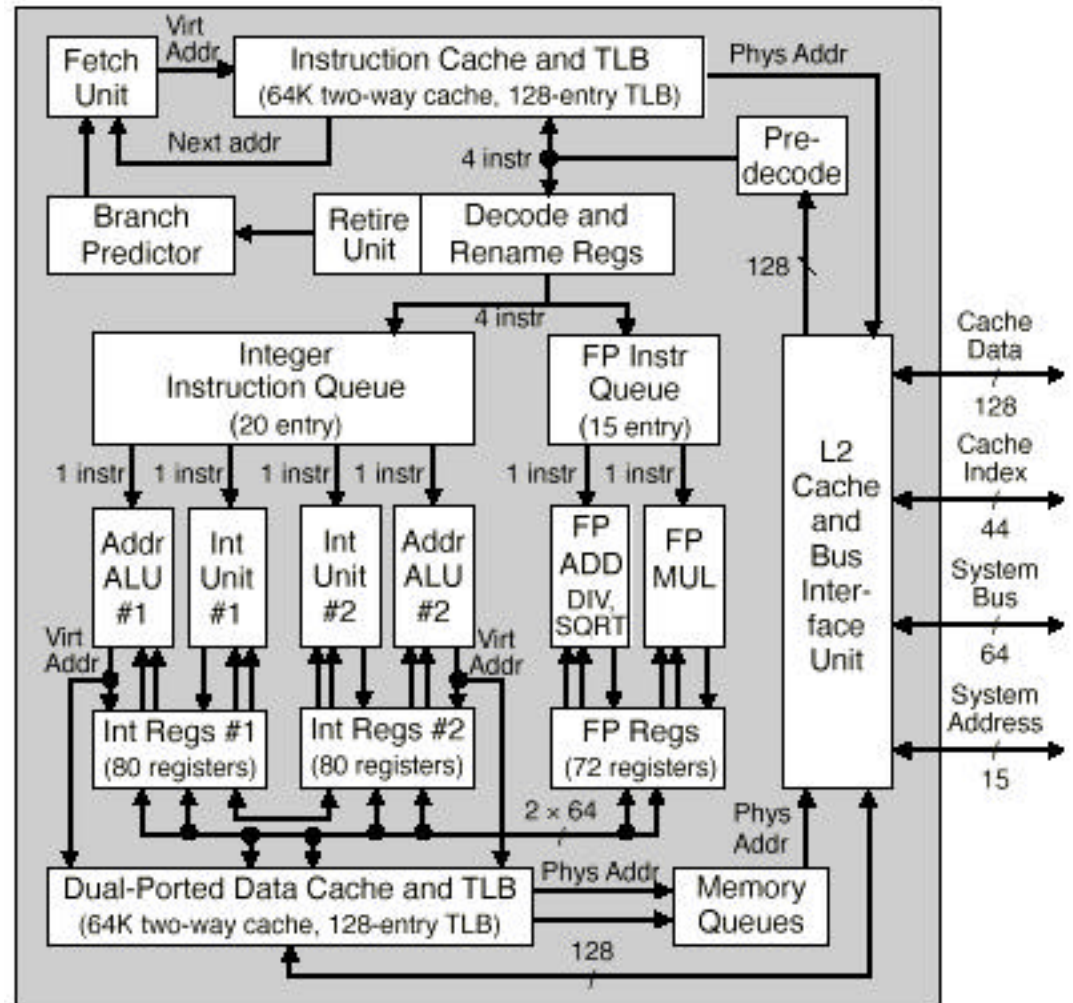 Virt
Addr
Fetch
Unit
Instruction Cache and TLB
(64K two-way cache, 128-entry TLB)
Phys Addr
Next addr
4 instr
Pre-
decode
Branch
Predictor
Retire
Unit
Decode and
Rename Regs
128
4 instr
Integer
Instruction Queue
(20 entry)
FP Instr
Queue
(15 entry)
1 instr
1 instr
1 instr
1 instr
1 instr
1 instr
Addr
ALU
#1
Int
Unit
#1
Int
Unit
#2
Addr
ALU
#2
FP
ADD
DIV,
SQRT
FP
MUL
L2
Cache
and
Bus
Inter-
face
Unit
Cache
Data
128
Cache
Index
44
System
Bus
64
System
Address
15
Virt
Addr
Virt
Addr
Int Regs #1
(80 registers)
Int Regs #2
(80 registers)
FP Regs
(72 registers)
2 × 64
Phys
Addr
Dual-Ported Data Cache and TLB
(64K two-way cache, 128-entry TLB)
Phys Addr
Memory
Queues
128